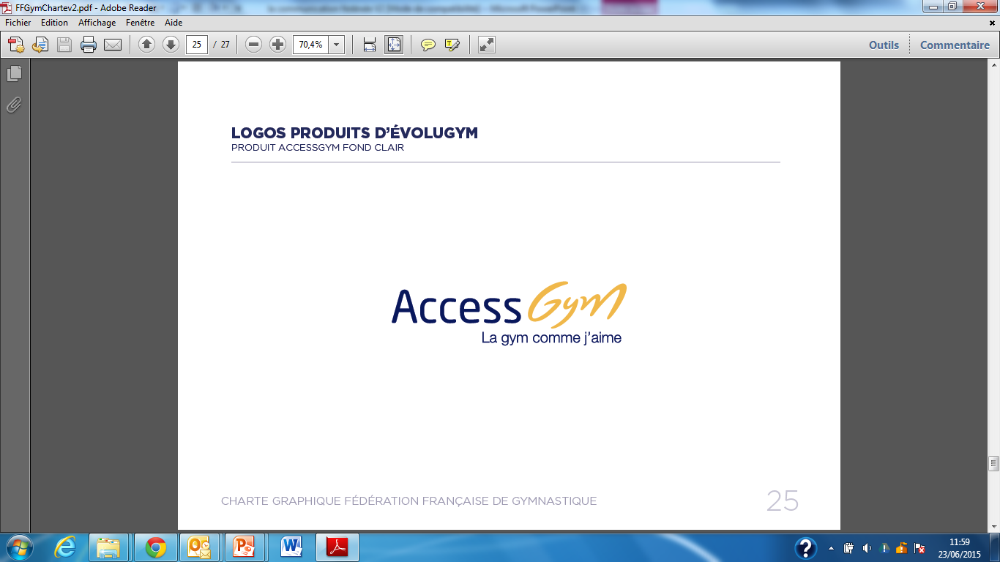 FFGymChartev2.pdf - Adobe Reader
Fichier Edition Affichage Fenêtre Aide
25 / 27 70,4% Outils Commentaire
LOGOS PRODUITS D'ÉVOLUGYM
PRODUIT ACCESSGYM FOND CLAIR
Access Gym
La gym comme j'aime
CHARTE GRAPHIQUE FÉDÉRATION FRANÇAISE DE GYMNASTIQUE 25
11:59
23/06/2015